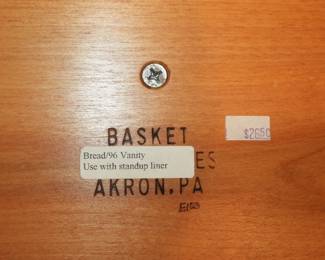 BASKET
$26.50
Bread/96 Vanity
Use with standup liner
ES
AKRON, PA